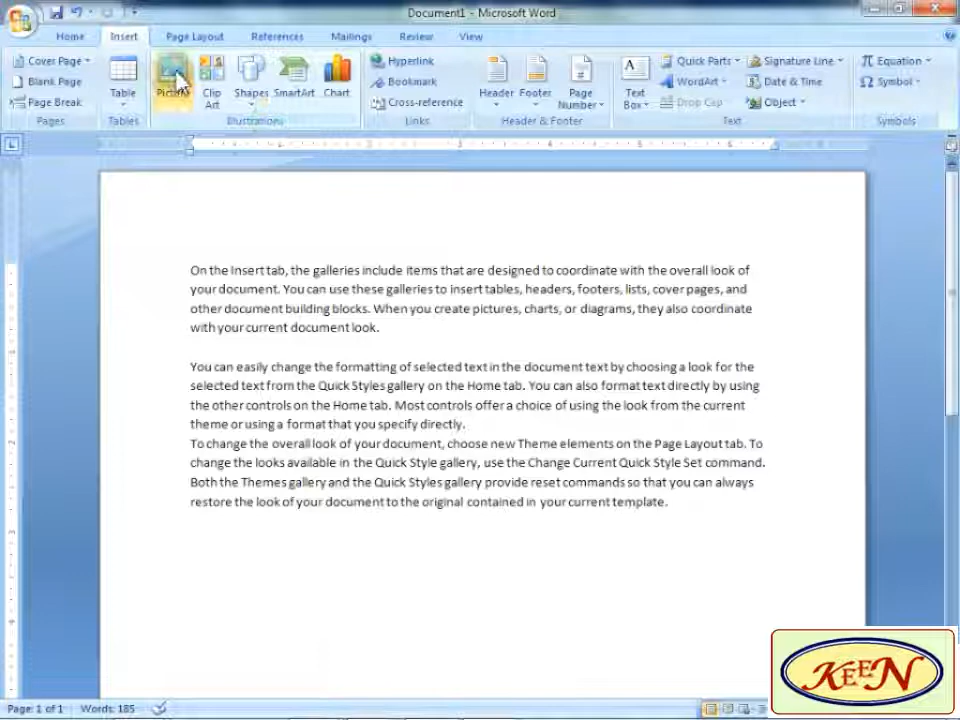 Document1 - Microsoft Word
Home Insert Page Layout References Mailings Review View
Cover Page
Blank Page
Page Break
Pages
Table
Tables
Picture
Clip Art
Shapes
SmartArt
Chart
Illustrations
Hyperlink
Bookmark
Cross-reference
Links
Header
Footer
Page Number
Header & Footer
Text Box
Quick Parts
WordArt
Drop Cap
Signature Line
Date & Time
Object
Text
Equation
Symbol
Symbols
On the Insert tab, the galleries include items that are designed to coordinate with the overall look of
your document. You can use these galleries to insert tables, headers, footers, lists, cover pages, and
other document building blocks. When you create pictures, charts, or diagrams, they also coordinate
with your current document look.
You can easily change the formatting of selected text in the document text by choosing a look for the
selected text from the Quick Styles gallery on the Home tab. You can also format text directly by using
the other controls on the Home tab. Most controls offer a choice of using the look from the current
theme or using a format that you specify directly.
To change the overall look of your document, choose new Theme elements on the Page Layout tab. To
change the looks available in the Quick Style gallery, use the Change Current Quick Style Set command.
Both the Themes gallery and the Quick Styles gallery provide reset commands so that you can always
restore the look of your document to the original contained in your current template.
KEEN
Page: 1 of 1 Words: 185